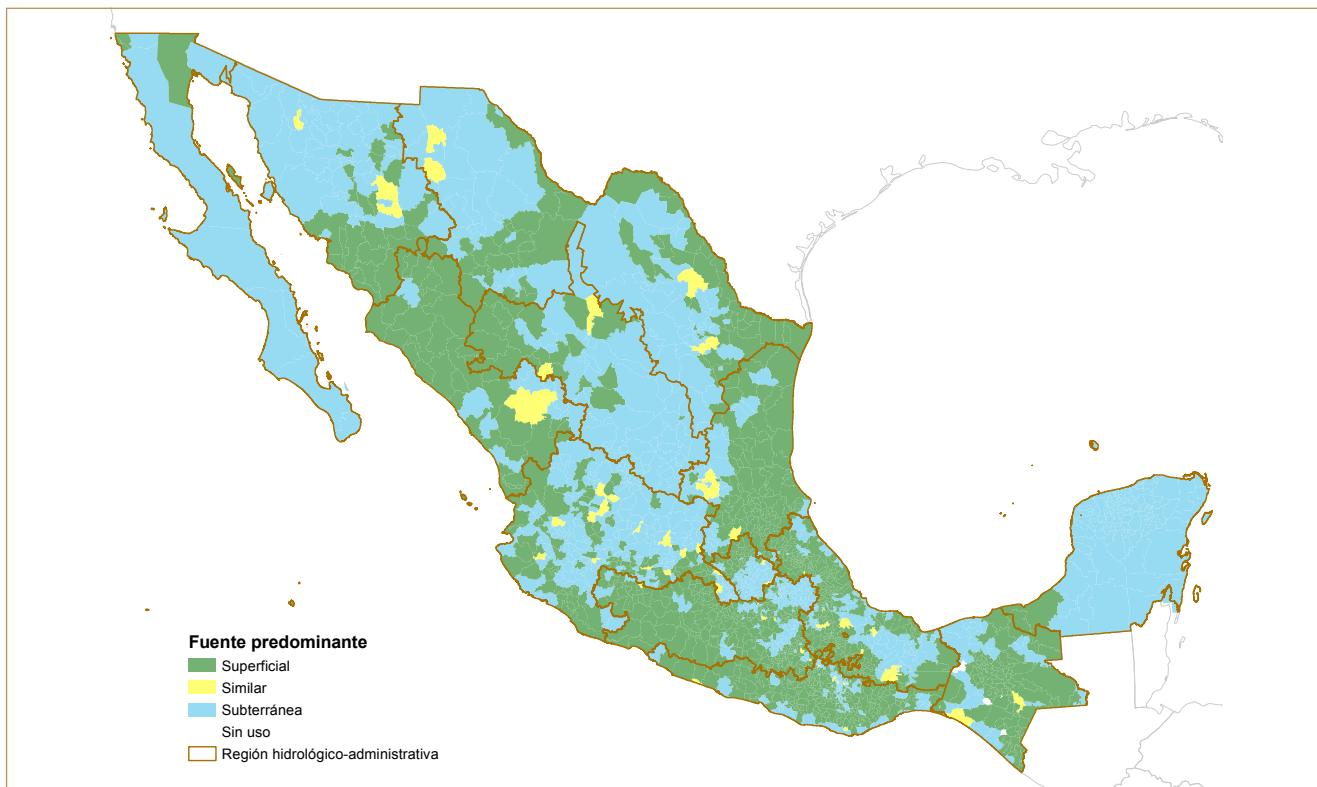 Fuente predominante
Superficial
Similar
Subterránea
Sin uso
Región hidrológico-administrativa